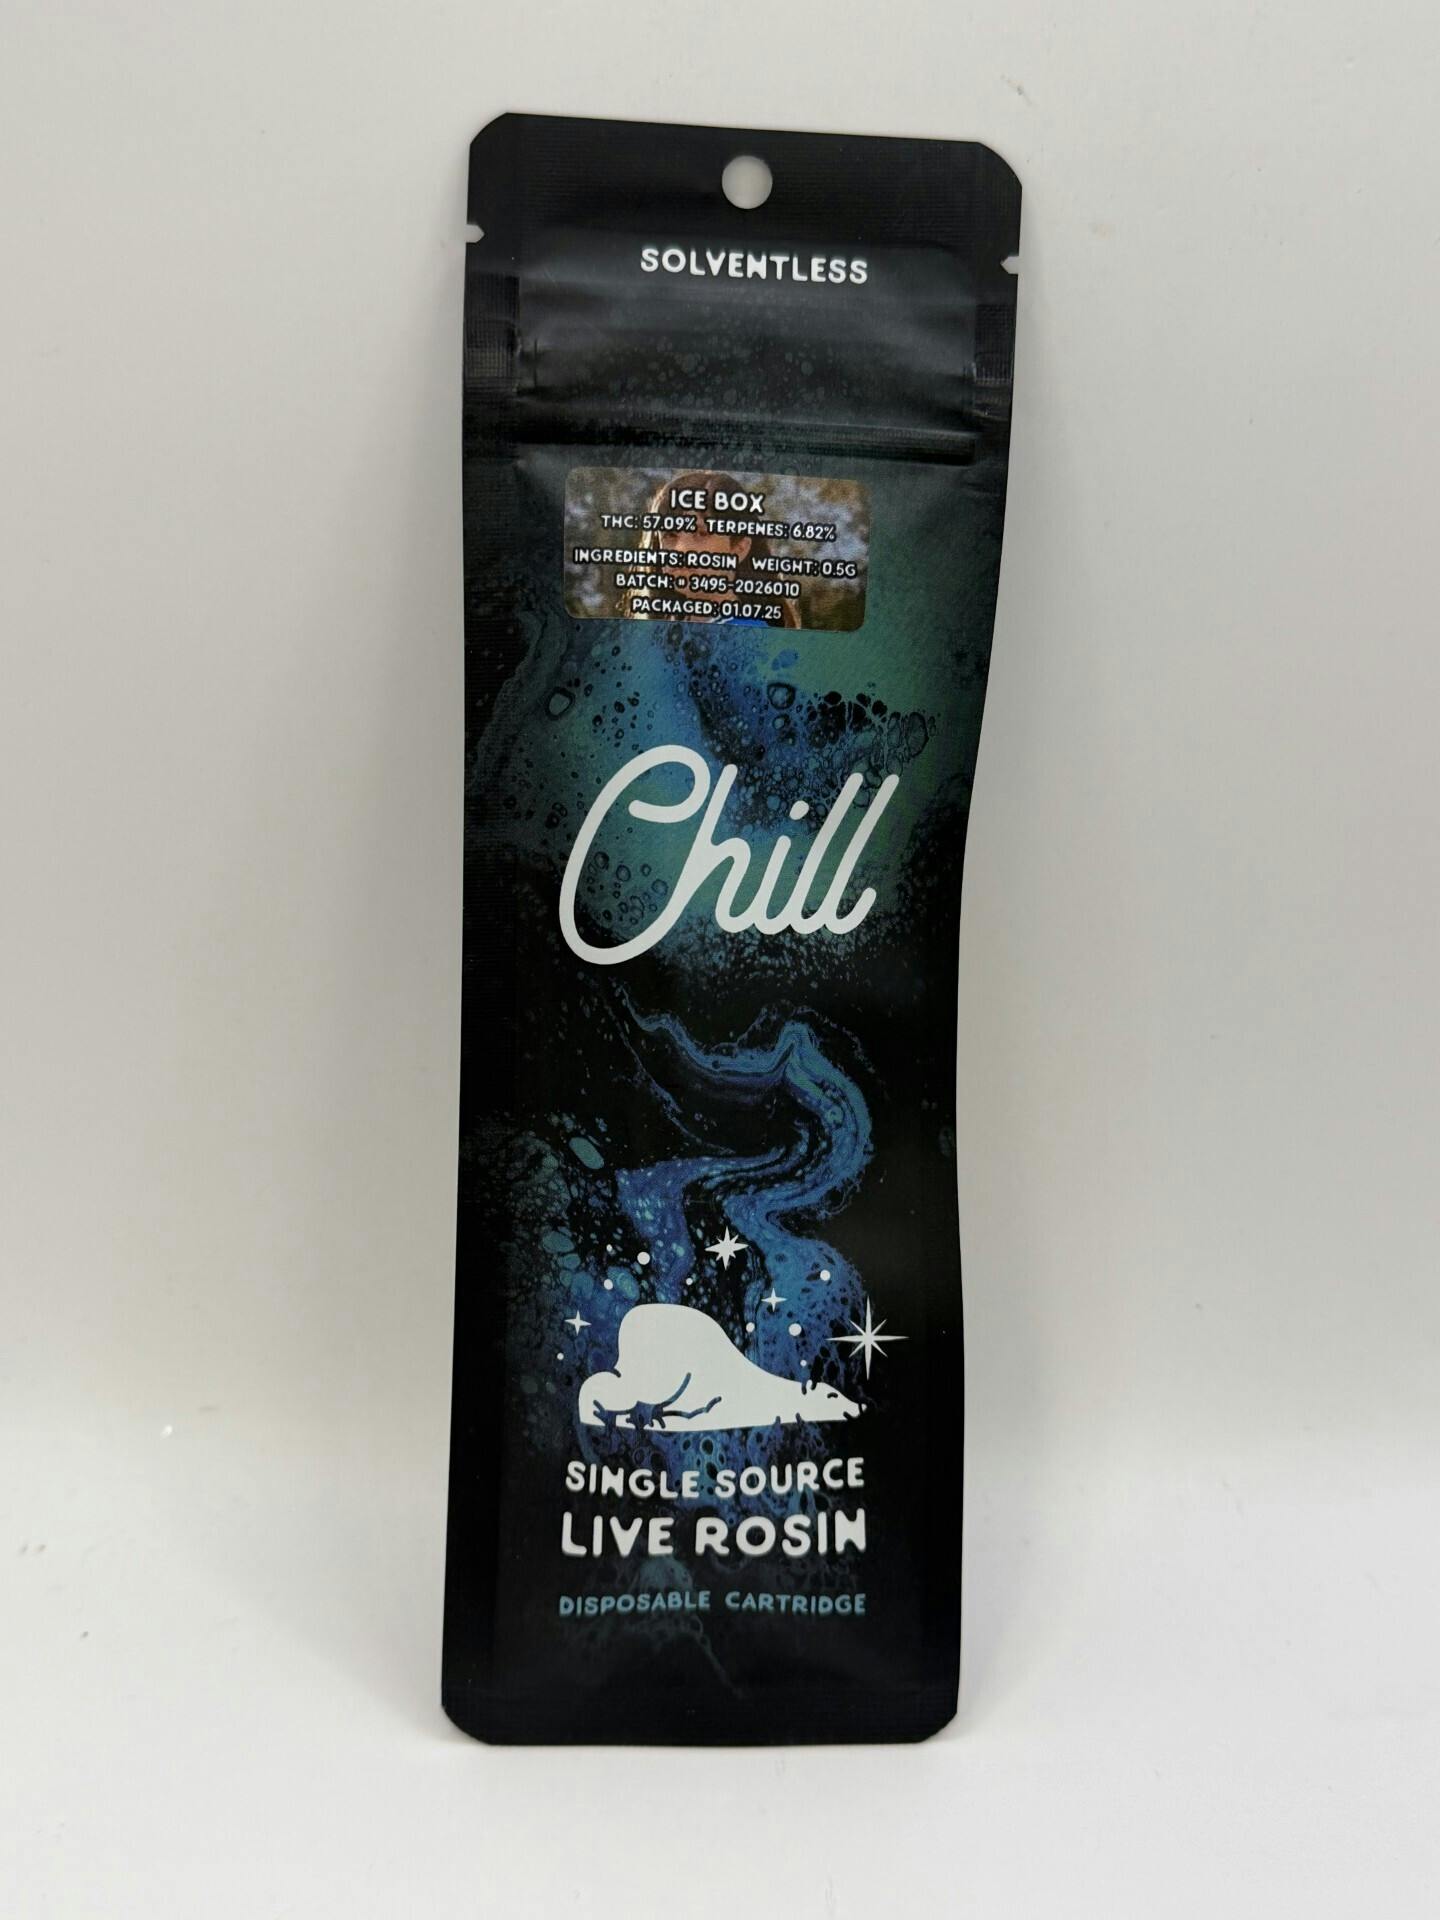 SOLVENTLESS
ICE BOX
THC: 57.09% TERPENES: 6.82%
INGREDIENTS: ROSIN WEIGHT: 0.5G
BATCH: # 3495-2026010
PACKAGED: 01.07.25
Chill
SINGLE SOURCE
LIVE ROSIN
DISPOSABLE CARTRIDGE